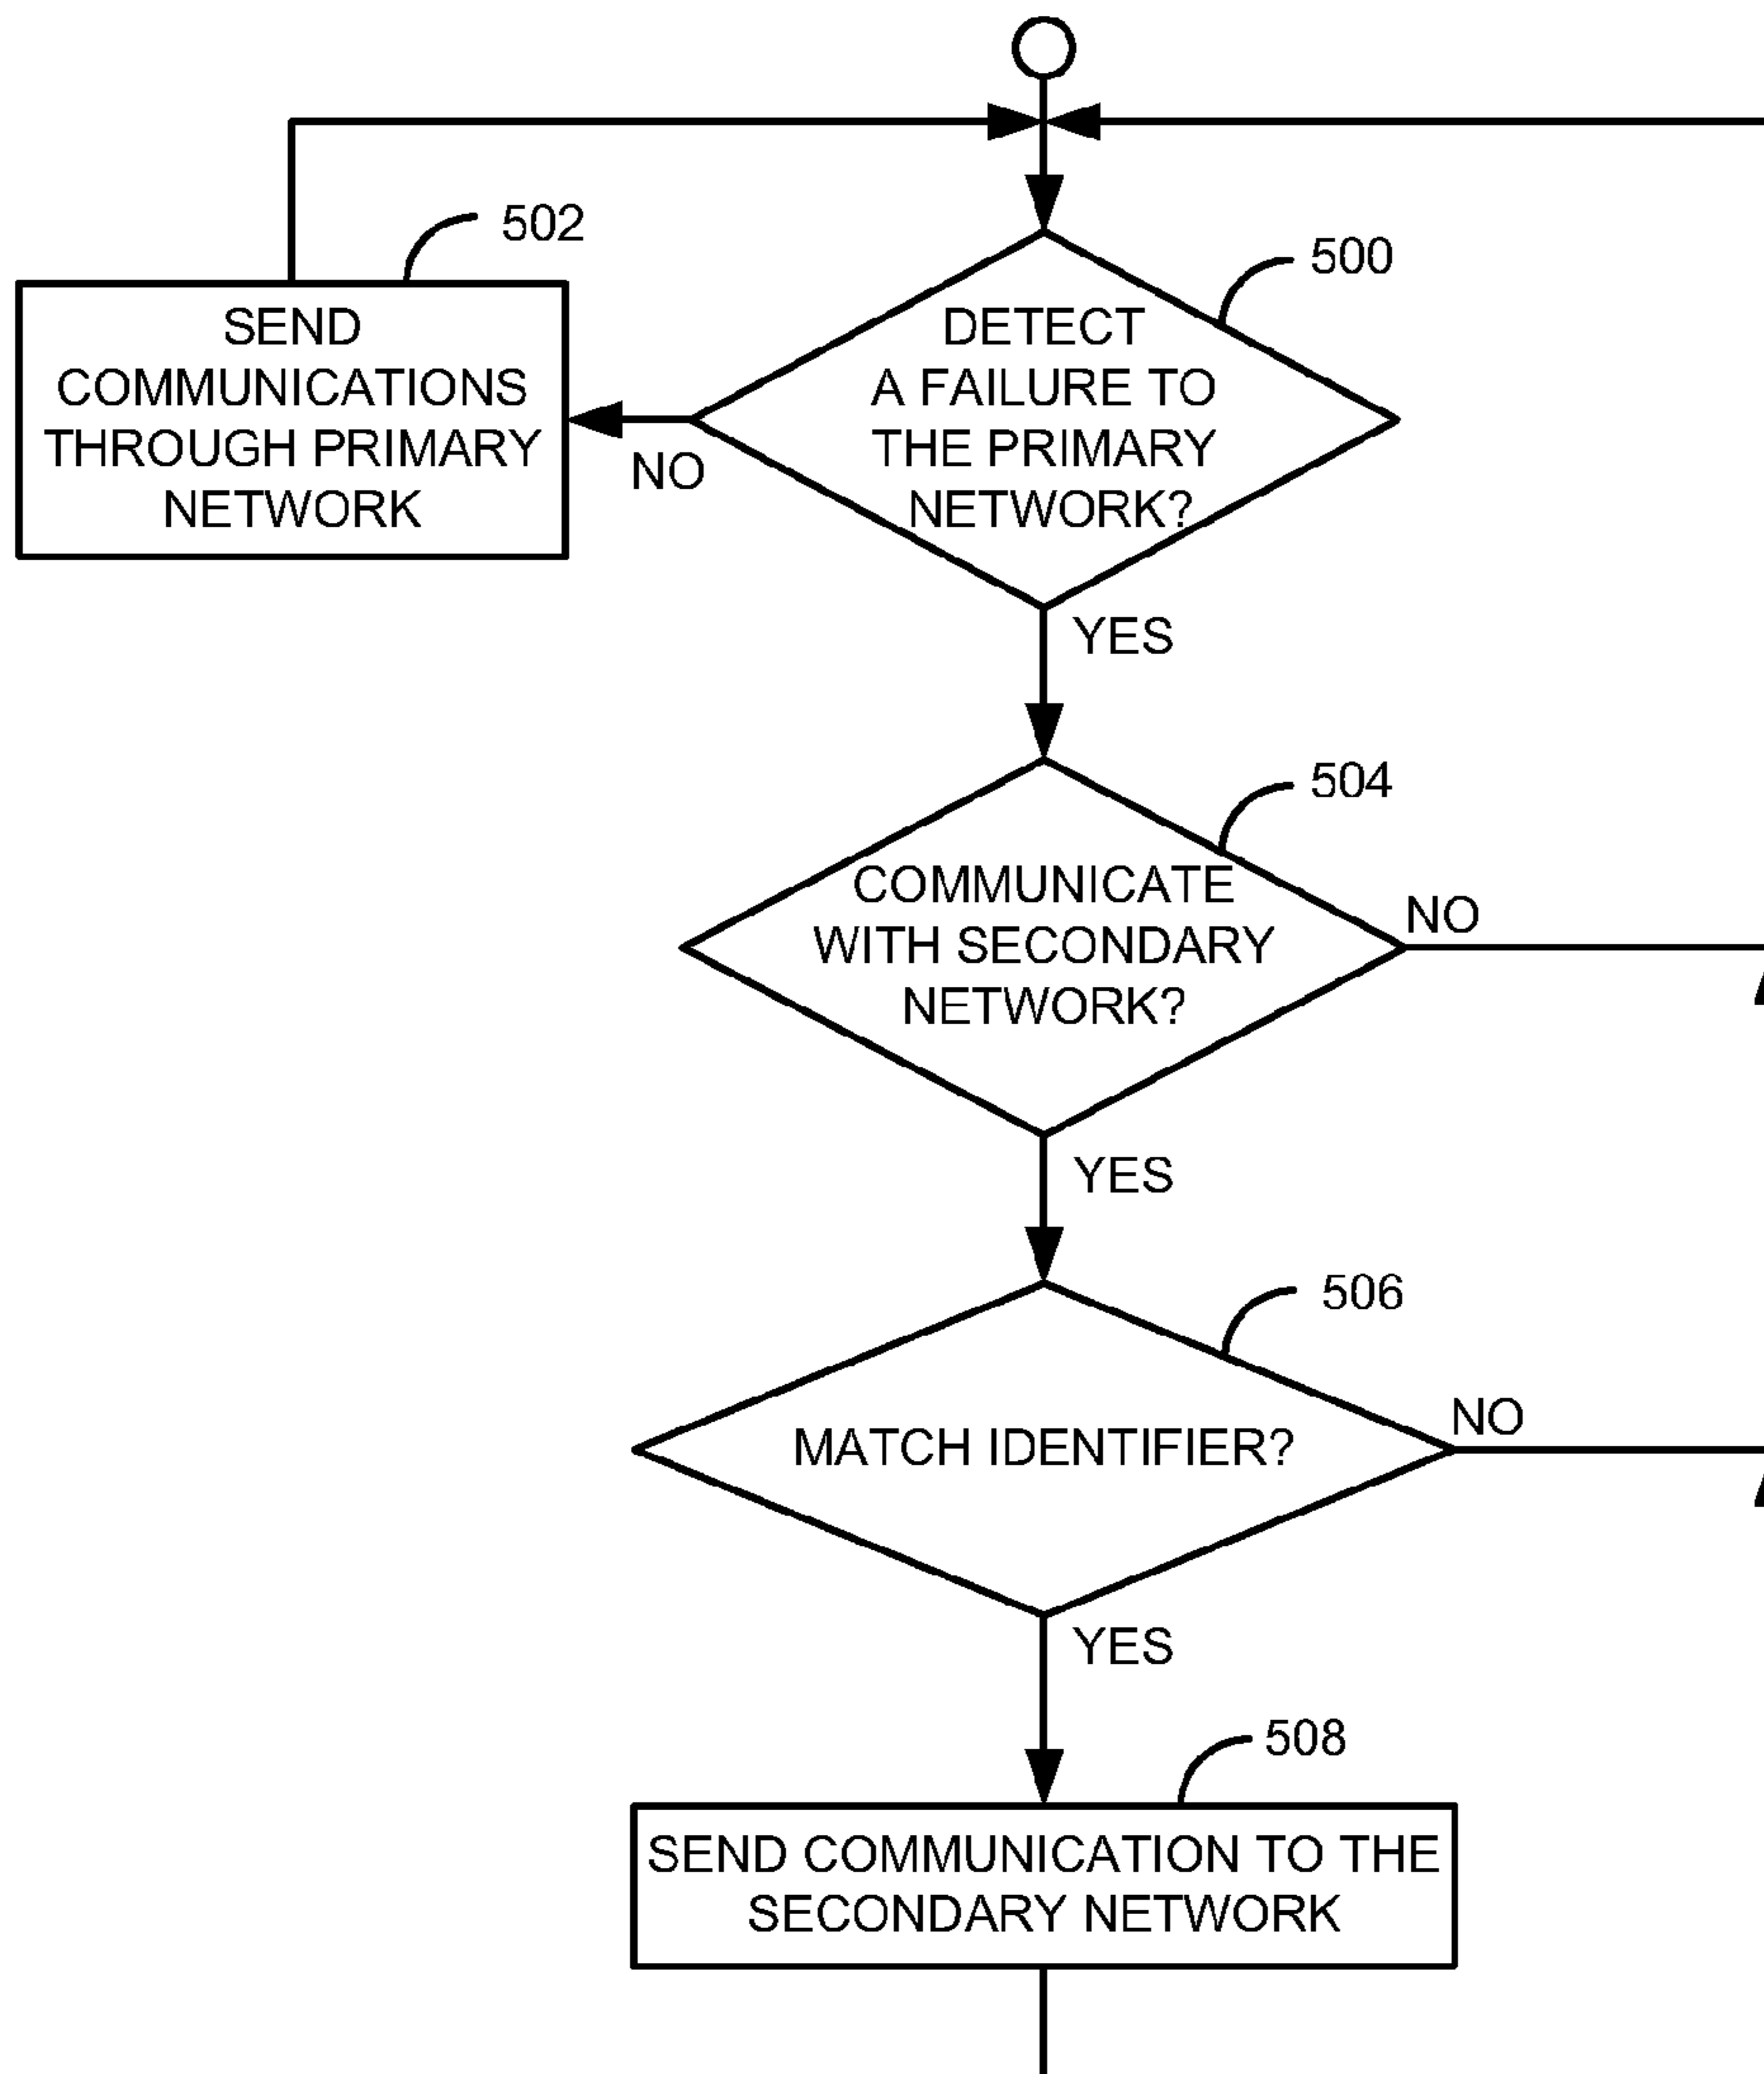 502
500
SEND
COMMUNICATIONS
THROUGH PRIMARY
NETWORK
DETECT
A FAILURE TO
THE PRIMARY
NETWORK?
NO
YES
504
COMMUNICATE
WITH SECONDARY
NETWORK?
NO
YES
506
MATCH IDENTIFIER?
NO
YES
508
SEND COMMUNICATION TO THE
SECONDARY NETWORK